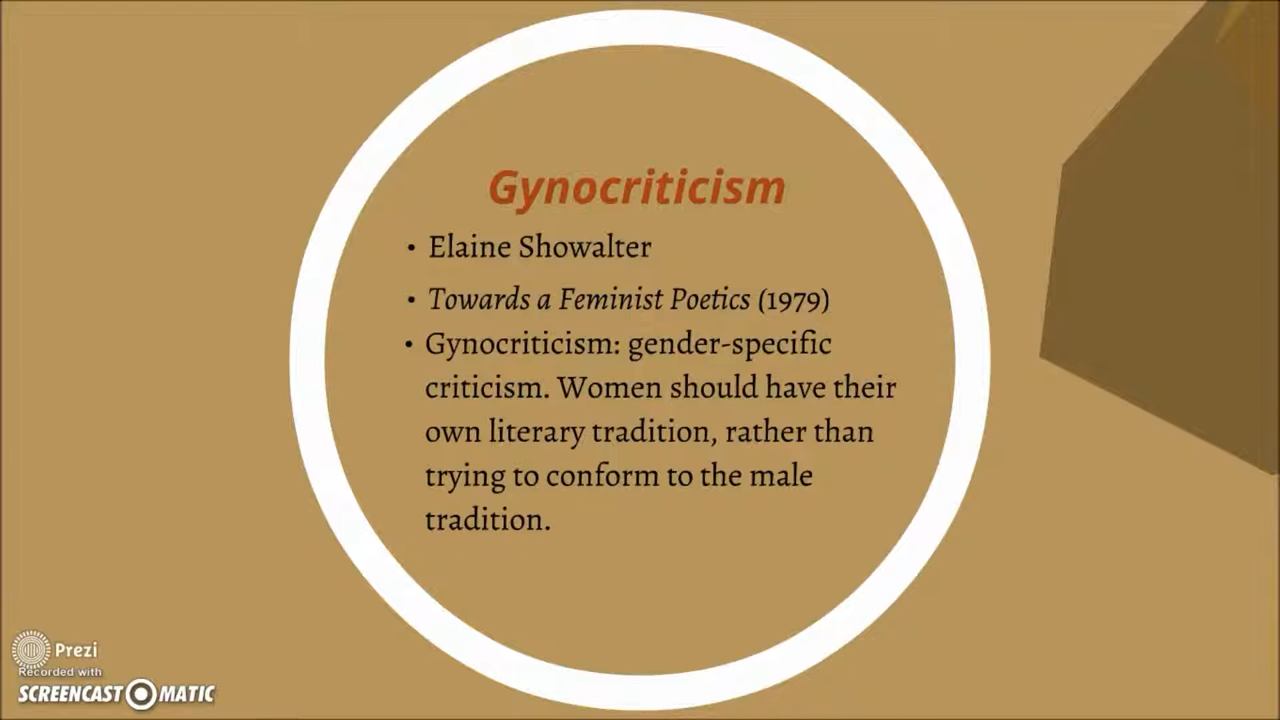 Gynocriticism
• Elaine Showalter
• Towards a Feminist Poetics (1979)
• Gynocriticism: gender-specific
criticism. Women should have their
own literary tradition, rather than
trying to conform to the male
tradition.
Prezi
Recorded with
SCREENCAST MATIC